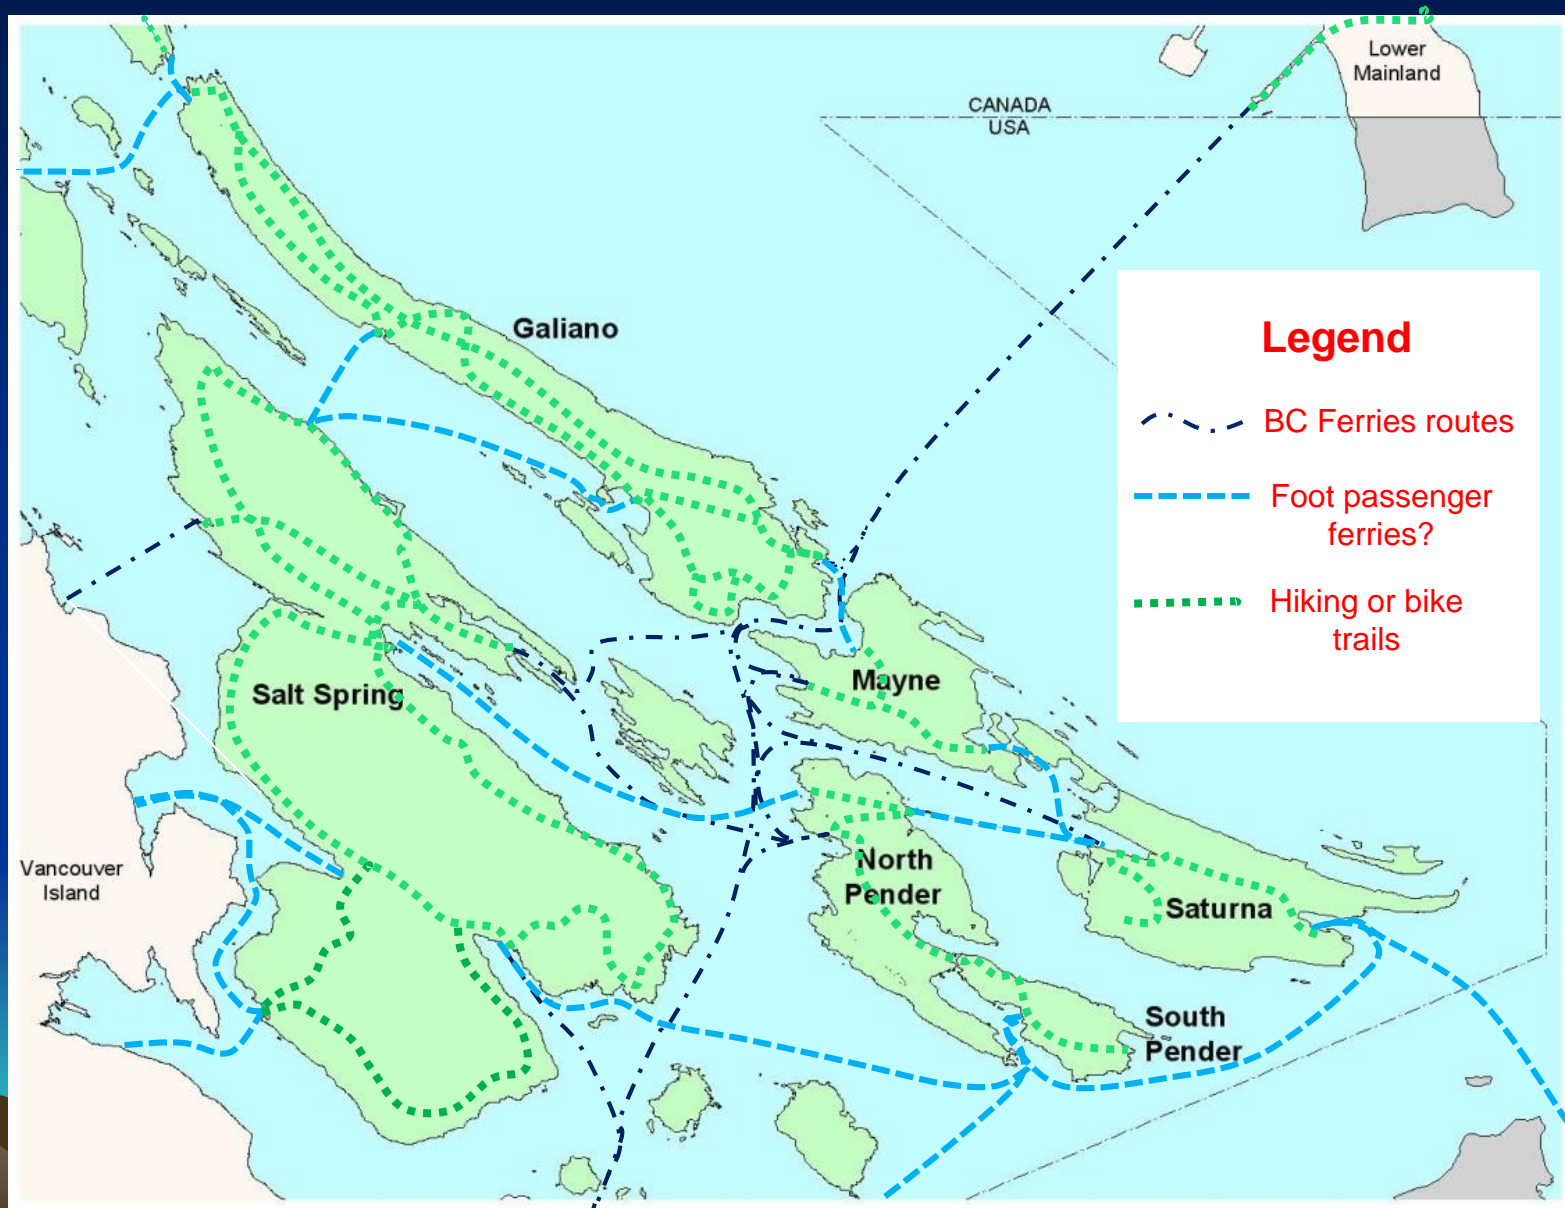 Lower
Mainland
CANADA
USA
Galiano
Legend
BC Ferries routes
Foot passenger
ferries?
Hiking or bike
trails
Mayne
Salt Spring
Vancouver
Island
North
Pender
Saturna
South
Pender